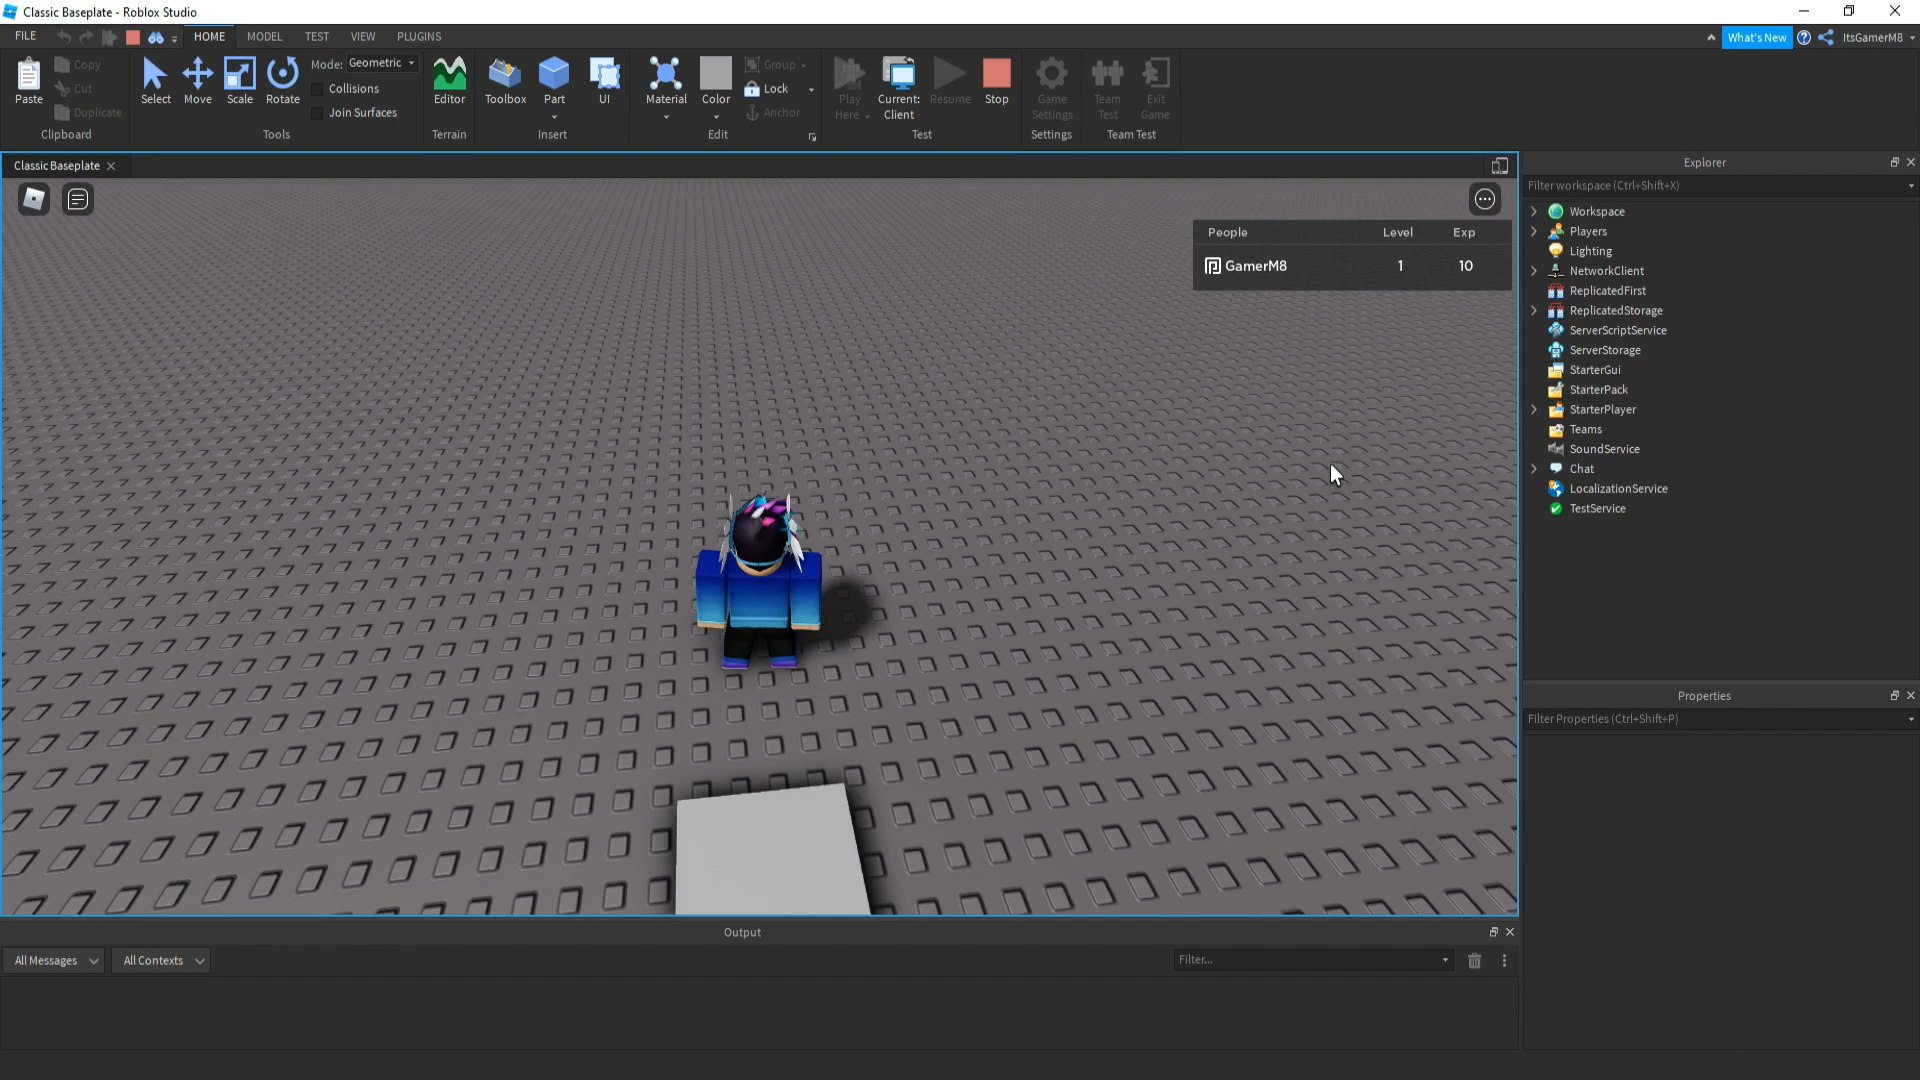 Classic Baseplate - Roblox Studio
FILE HOME MODEL TEST VIEW PLUGINS What's New ItsGamerM8
Paste Copy Cut Duplicate
Select Move Scale Rotate
Mode: Geometric
Collisions
Join Surfaces
Editor
Toolbox Part UI
Material Color Group Lock Anchor
Play Here Current: Client Resume Stop
Game Settings
Team Test Exit Game
Clipboard Tools Terrain Insert Edit Test Settings Team Test
Classic Baseplate
People Level Exp
GamerM8 1 10
Explorer
Filter workspace (Ctrl+Shift+X)
Workspace
Players
Lighting
NetworkClient
ReplicatedFirst
ReplicatedStorage
ServerScriptService
ServerStorage
StarterGui
StarterPack
StarterPlayer
Teams
SoundService
Chat
LocalizationService
TestService
Properties
Filter Properties (Ctrl+Shift+P)
Output
All Messages All Contexts Filter...